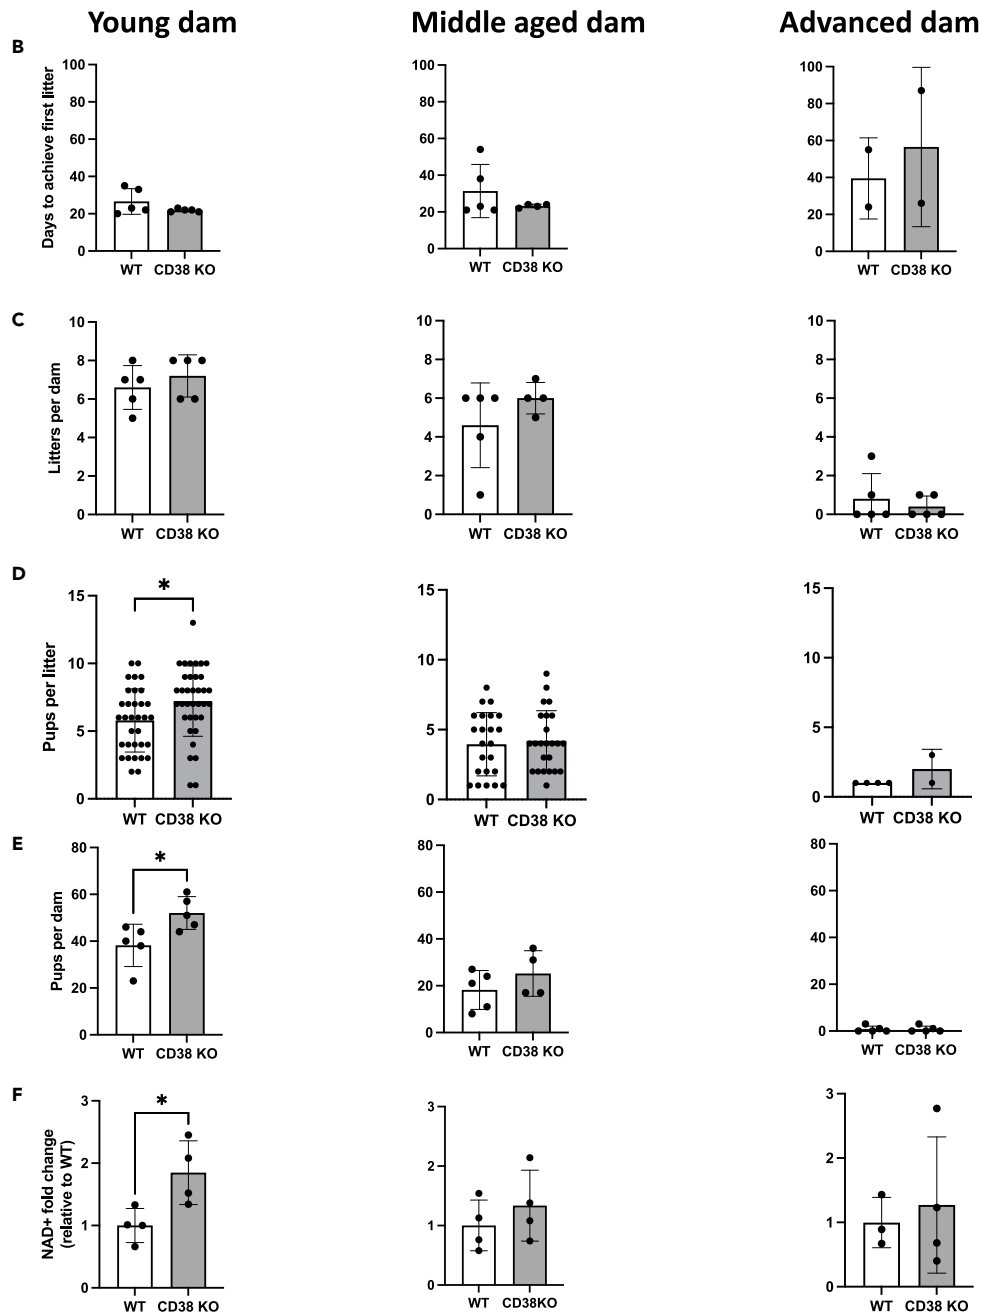 Young dam Middle aged dam Advanced dam
B
Days to achieve first litter
100 100 100
80 80 80
60 60 60
40 40 40
20 20 20
0 0 0
WT CD38 KO WT CD38 KO WT CD38 KO
C
Litters per dam
10 10 10
8 8 8
6 6 6
4 4 4
2 2 2
0 0 0
WT CD38 KO WT CD38 KO WT CD38 KO
D
Pups per litter
*
15 15 15
10 10 10
5 5 5
0 0 0
WT CD38 KO WT CD38 KO WT CD38 KO
E
Pups per dam
*
80 80 80
60 60 60
40 40 40
20 20 20
0 0 0
WT CD38 KO WT CD38 KO WT CD38 KO
F
NAD+ fold change
(relative to WT)
*
3 3 3
2 2 2
1 1 1
0 0 0
WT CD38 KO WT CD38KO WT CD38 KO